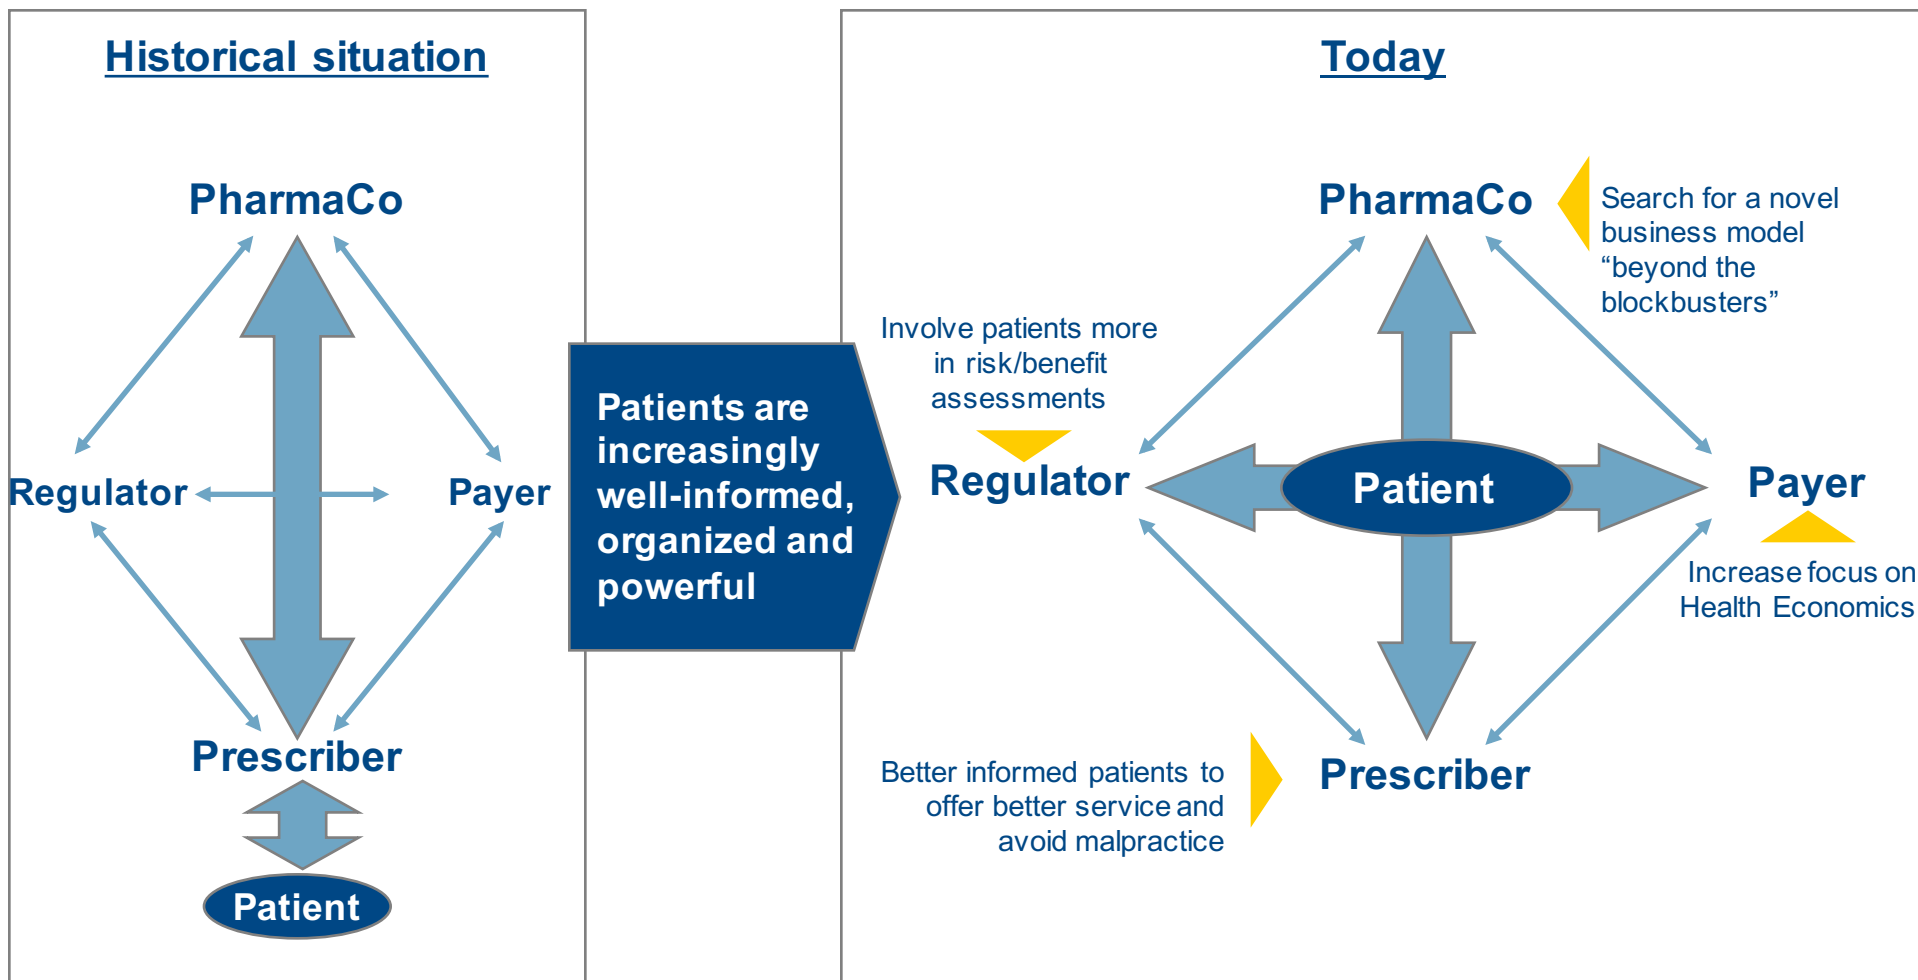 Historical situation
PharmaCo
Regulator
Payer
Prescriber
Patient
Patients are
increasingly
well-informed,
organized and
powerful
Today
PharmaCo
Search for a novel
business model
“beyond the
blockbusters”
Involve patients more
in risk/benefit
assessments
Regulator
Patient
Payer
Increase focus on
Health Economics
Better informed patients to
offer better service and
avoid malpractice
Prescriber